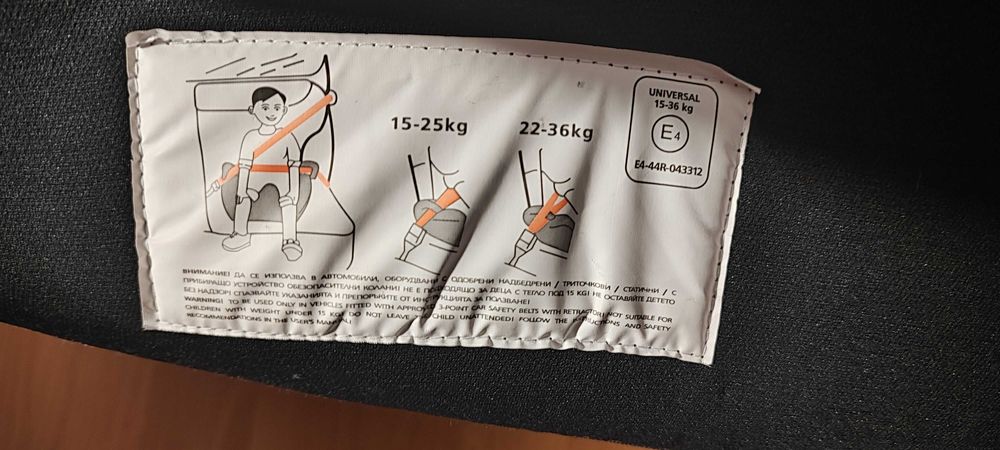 15-25kg
22-36kg
UNIVERSAL
15-36 kg
E4
E4-44R-043312
ВНИМАНИЕ! ДА СЕ ИЗПОЛЗВА В АВТОМОБИЛИ, ОБОРУДВАНИ С ОДОБРЕНИ НАДБЕДРЕНИ / ТРИТОЧКОВИ / СТАТИЧНИ / С
ПРИБИРАЩО УСТРОЙСТВО ОБЕЗОПАСИТЕЛНИ КОЛАНИ! НЕ Е ПОДХОДЯЩО ЗА ДЕЦА С ТЕГЛО ПОД 15 KG! НЕ ОСТАВЯЙТЕ ДЕТЕТО
БЕЗ НАДЗОР! СПАЗВАЙТЕ УКАЗАНИЯТА И ПРЕПОРЪКИТЕ ОТ ИНСТРУКЦИЯТА ЗА ПОЛЗВАНЕ!
WARNING! TO BE USED ONLY IN VEHICLES FITTED WITH APPROVED 3-POINT CAR SAFETY BELTS WITH RETRACTOR! NOT SUITABLE FOR
CHILDREN WITH WEIGHT UNDER 15 KG! DO NOT LEAVE CHILD UNATTENDED! FOLLOW THE INSTRUCTIONS AND SAFETY
RECOMMENDATIONS IN THE USER'S MANUAL!